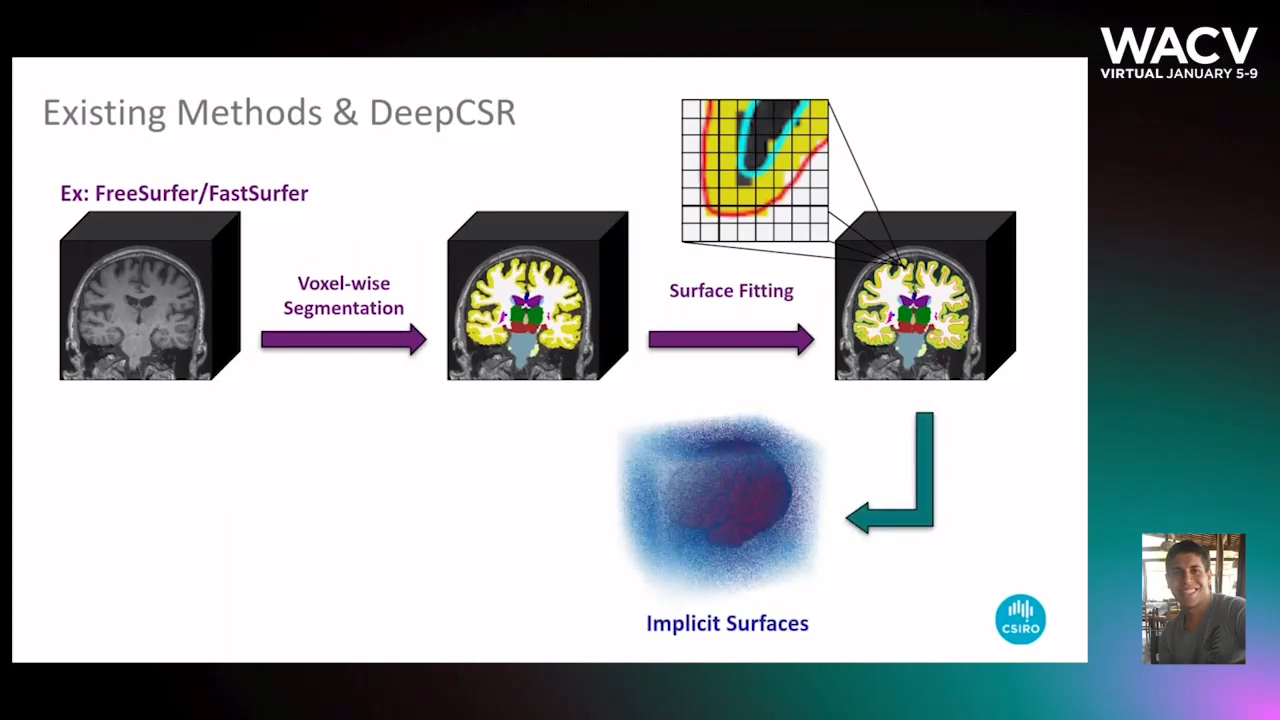 WACV
VIRTUAL JANUARY 5-9
Existing Methods & DeepCSR
Ex: FreeSurfer/FastSurfer
Voxel-wise
Segmentation
Surface Fitting
Implicit Surfaces
CSIRO